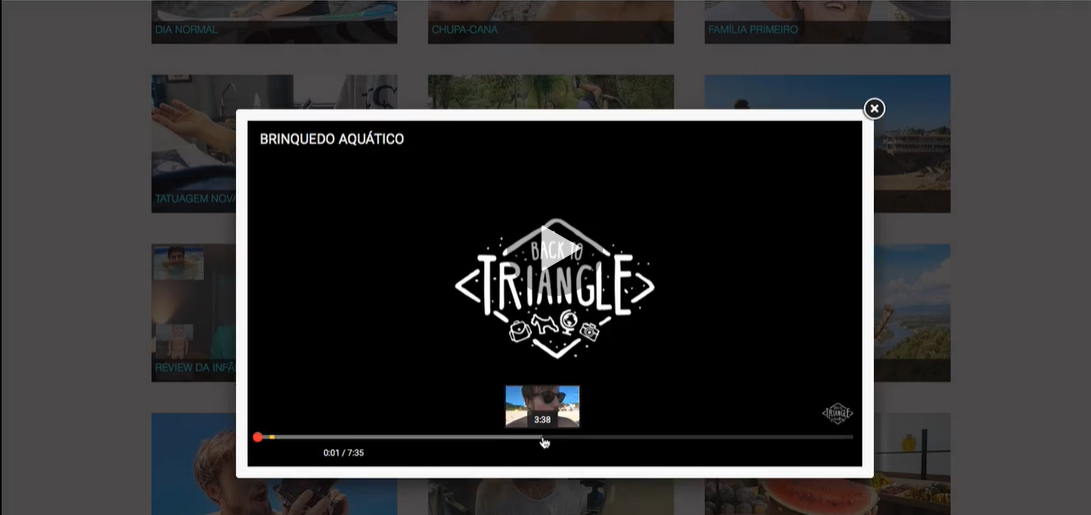 DIA NORMAL
CHUPA-CANA
FAMÍLIA PRIMEIRO
BRINQUEDO AQUÁTICO
BACK TO
TRIANGLE
TATUAGEM NOVA
REVIEW DA INFÂ
3:38
0:01 / 7:35